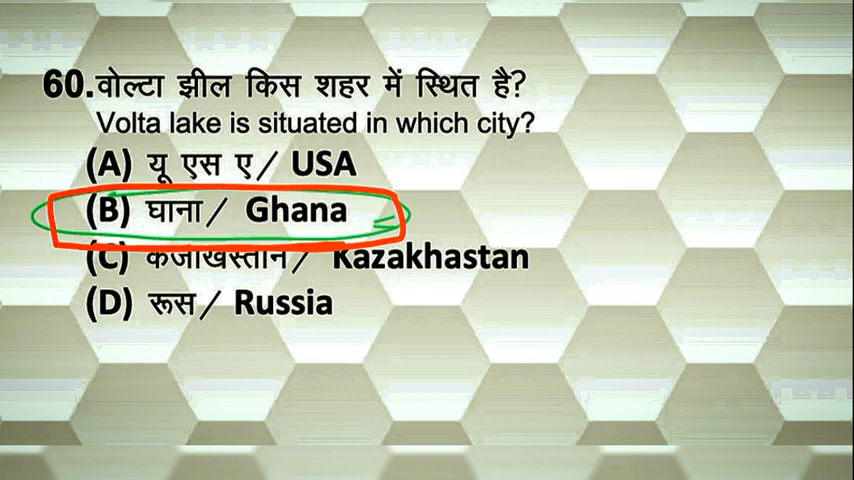 60.वोल्टा झील किस शहर में स्थित है?
Volta lake is situated in which city?
(A) यू एस ए/ USA
(B) घाना/ Ghana
(C) कजाखस्तान/ Kazakhastan
(D) रूस/ Russia